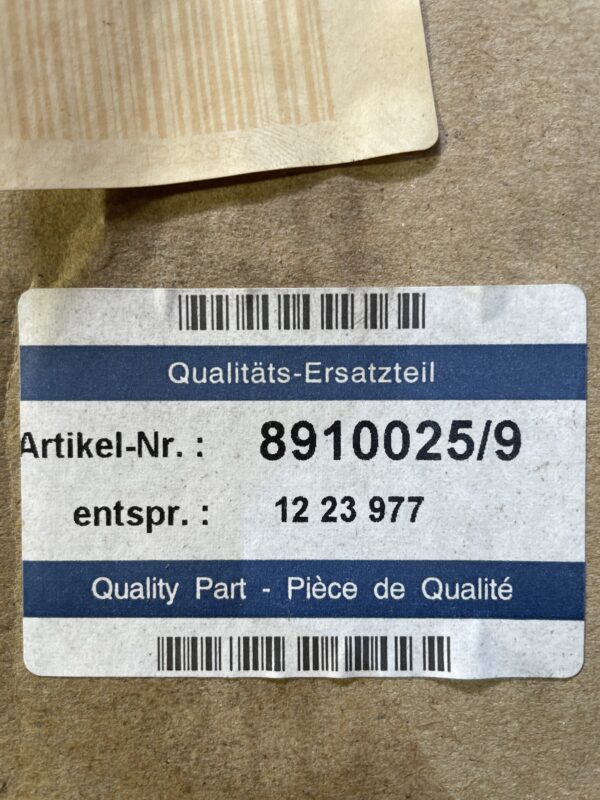 Qualitäts-Ersatzteil
Artikel-Nr. : 8910025/9
entspr. : 12 23 977
Quality Part - Pièce de Qualité